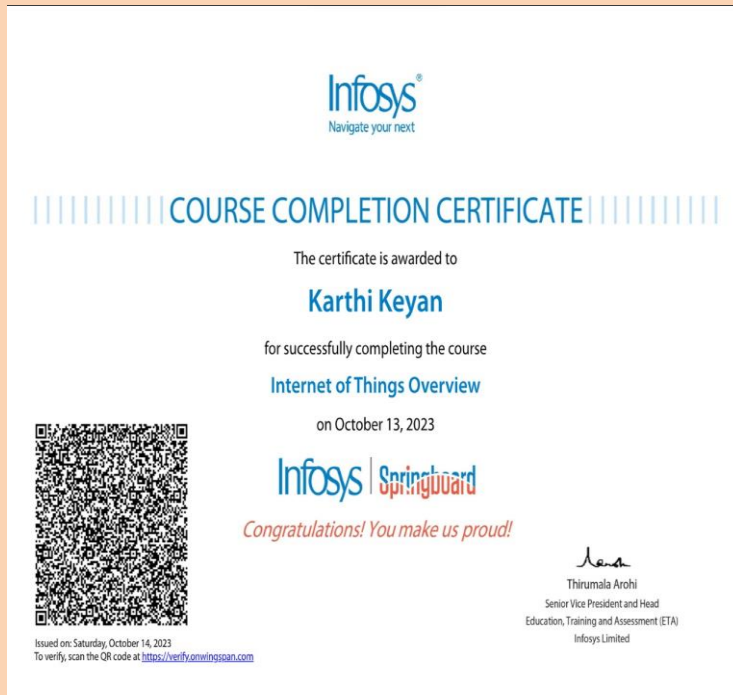 Infosys®
Navigate your next
COURSE COMPLETION CERTIFICATE
The certificate is awarded to
Karthi Keyan
for successfully completing the course
Internet of Things Overview
on October 13, 2023
Infosys | Springboard
Congratulations! You make us proud!
Thirumala Arohi
Senior Vice President and Head
Education, Training and Assessment (ETA)
Infosys Limited
Issued on: Saturday, October 14, 2023
To verify, scan the QR code at https://verify.onwingspan.com